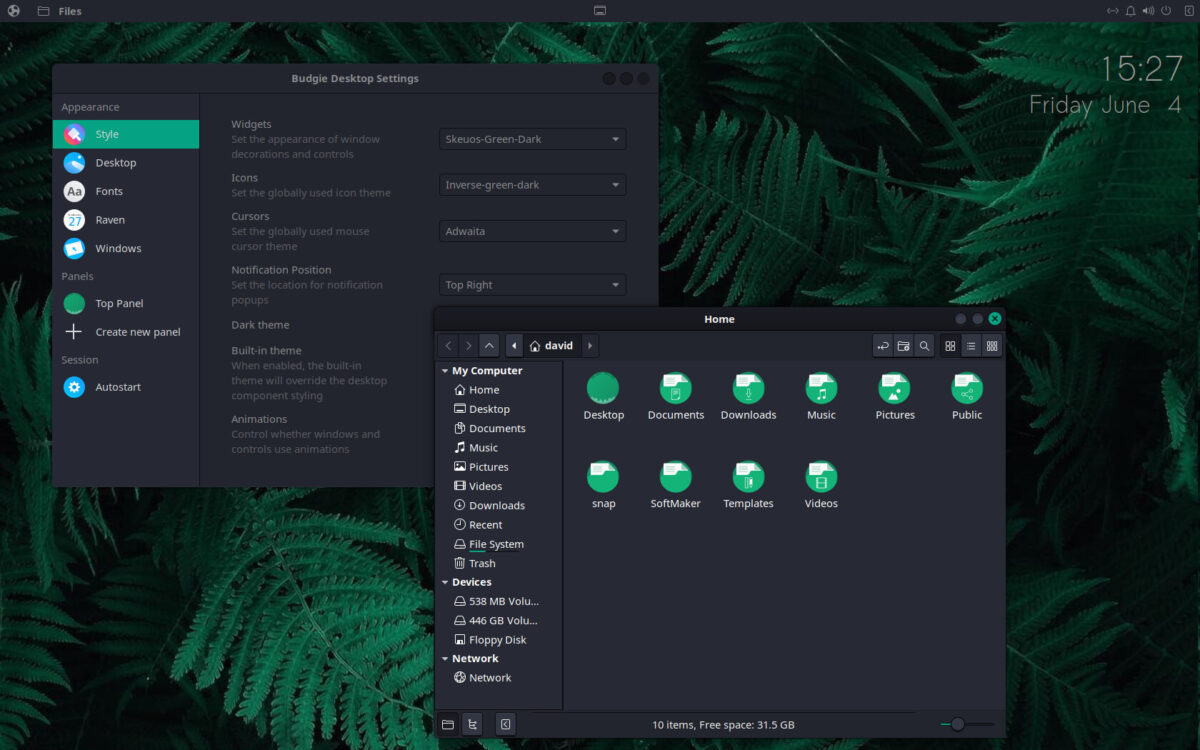 Files
15:27
Friday June 4
Budgie Desktop Settings
Appearance
Style
Desktop
Aa
Fonts
27
Raven
Windows
Panels
Top Panel
Create new panel
Session
Autostart
Widgets
Set the appearance of window
decorations and controls
Skeuos-Green-Dark
Icons
Set the globally used icon theme
Inverse-green-dark
Cursors
Set the globally used mouse
cursor theme
Adwaita
Notification Position
Set the location for notification
popups
Top Right
Dark theme
Built-in theme
When enabled, the built-in
theme will override the desktop
component styling
Animations
Control whether windows and
controls use animations
Home
david
My Computer
Home
Desktop
Documents
Music
Pictures
Videos
Downloads
Recent
File System
Trash
Devices
538 MB Volu...
446 GB Volu...
Floppy Disk
Network
Network
Desktop
Documents
Downloads
Music
Pictures
Public
snap
SoftMaker
Templates
Videos
10 items, Free space: 31.5 GB